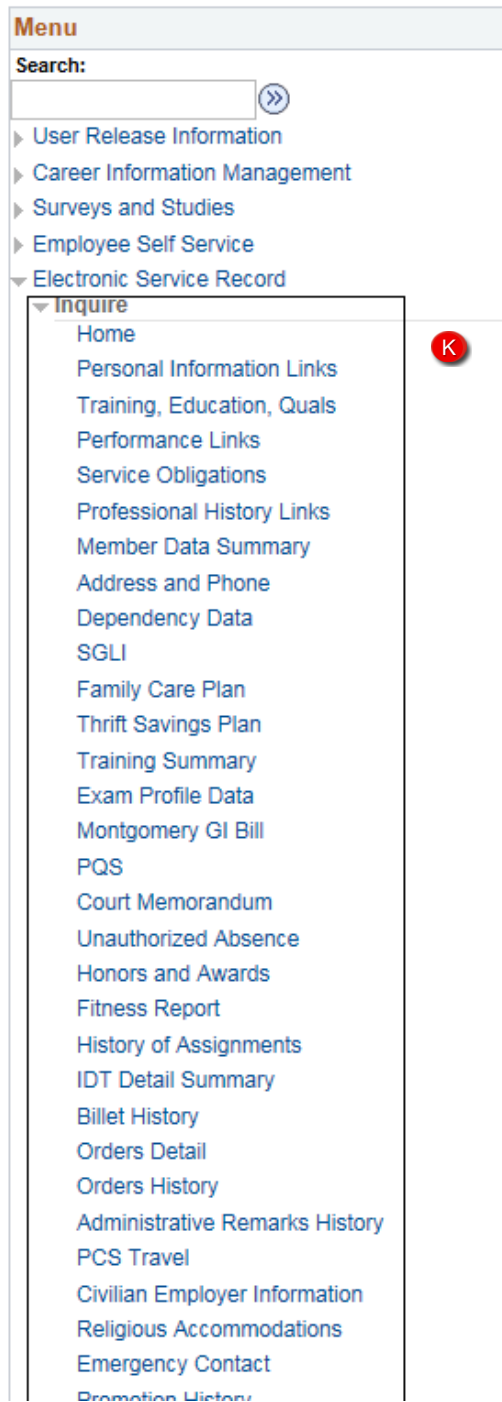 Menu
Search:
User Release Information
Career Information Management
Surveys and Studies
Employee Self Service
Electronic Service Record
Inquire
Home
K
Personal Information Links
Training, Education, Quals
Performance Links
Service Obligations
Professional History Links
Member Data Summary
Address and Phone
Dependency Data
SGLI
Family Care Plan
Thrift Savings Plan
Training Summary
Exam Profile Data
Montgomery GI Bill
PQS
Court Memorandum
Unauthorized Absence
Honors and Awards
Fitness Report
History of Assignments
IDT Detail Summary
Billet History
Orders Detail
Orders History
Administrative Remarks History
PCS Travel
Civilian Employer Information
Religious Accommodations
Emergency Contact
Promotion History